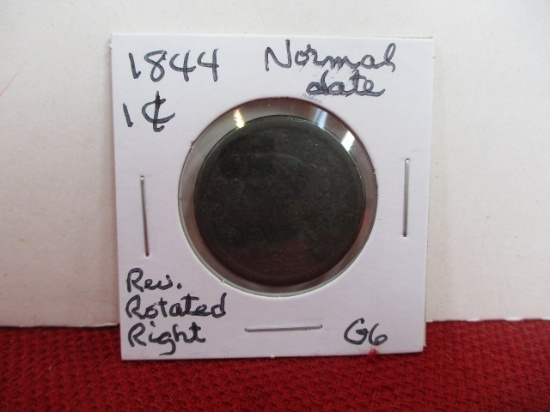 1844 Normal
date
1¢
Rev.
Rotated
Right
G6